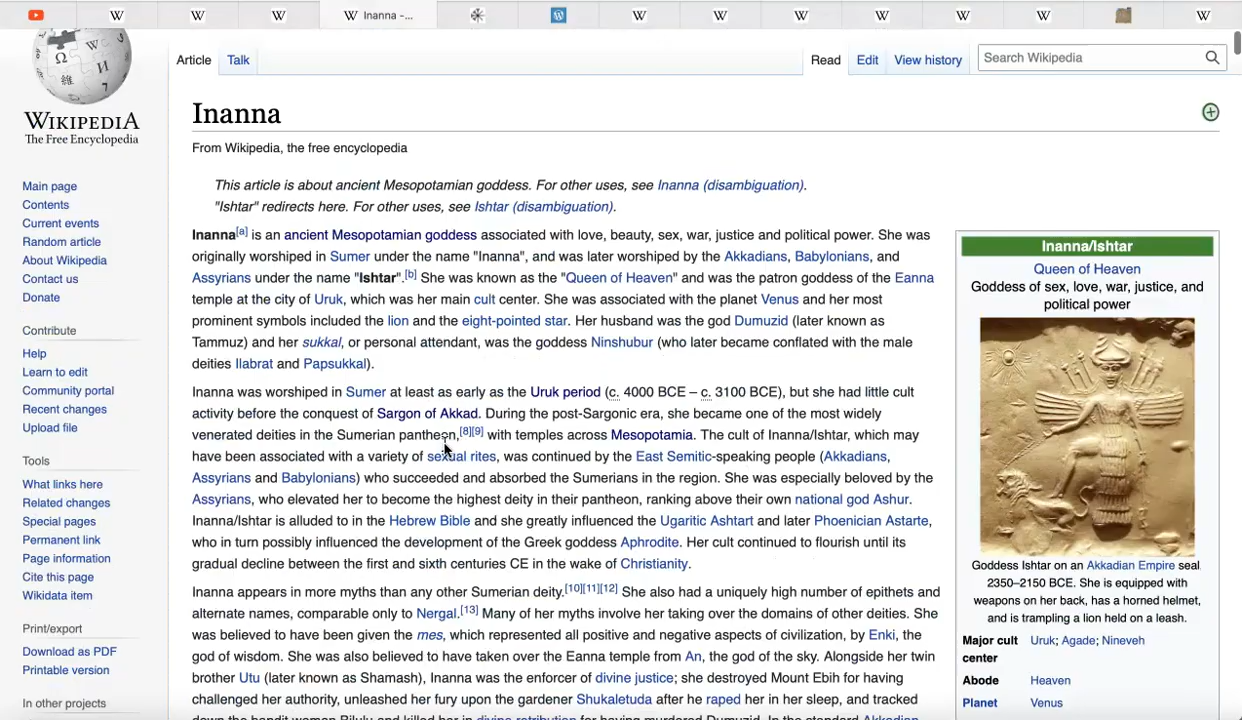 Inanna -...
Article
Talk
Read
Edit
View history
Search Wikipedia
WIKIPEDIA
The Free Encyclopedia
Main page
Contents
Current events
Random article
About Wikipedia
Contact us
Donate
Contribute
Help
Learn to edit
Community portal
Recent changes
Upload file
Tools
What links here
Related changes
Special pages
Permanent link
Page information
Cite this page
Wikidata item
Print/export
Download as PDF
Printable version
In other projects
Inanna
From Wikipedia, the free encyclopedia
This article is about ancient Mesopotamian goddess. For other uses, see Inanna (disambiguation).
"Ishtar" redirects here. For other uses, see Ishtar (disambiguation).
Inanna[a] is an ancient Mesopotamian goddess associated with love, beauty, sex, war, justice and political power. She was
originally worshiped in Sumer under the name "Inanna", and was later worshiped by the Akkadians, Babylonians, and
Assyrians under the name "Ishtar".[b] She was known as the "Queen of Heaven" and was the patron goddess of the Eanna
temple at the city of Uruk, which was her main cult center. She was associated with the planet Venus and her most
prominent symbols included the lion and the eight-pointed star. Her husband was the god Dumuzid (later known as
Tammuz) and her sukkal, or personal attendant, was the goddess Ninshubur (who later became conflated with the male
deities Ilabrat and Papsukkal).
Inanna was worshiped in Sumer at least as early as the Uruk period (c. 4000 BCE – c. 3100 BCE), but she had little cult
activity before the conquest of Sargon of Akkad. During the post-Sargonic era, she became one of the most widely
venerated deities in the Sumerian pantheon,[8][9] with temples across Mesopotamia. The cult of Inanna/Ishtar, which may
have been associated with a variety of sexual rites, was continued by the East Semitic-speaking people (Akkadians,
Assyrians and Babylonians) who succeeded and absorbed the Sumerians in the region. She was especially beloved by the
Assyrians, who elevated her to become the highest deity in their pantheon, ranking above their own national god Ashur.
Inanna/Ishtar is alluded to in the Hebrew Bible and she greatly influenced the Ugaritic Ashtart and later Phoenician Astarte,
who in turn possibly influenced the development of the Greek goddess Aphrodite. Her cult continued to flourish until its
gradual decline between the first and sixth centuries CE in the wake of Christianity.
Inanna appears in more myths than any other Sumerian deity.[10][11][12] She also had a uniquely high number of epithets and
alternate names, comparable only to Nergal.[13] Many of her myths involve her taking over the domains of other deities. She
was believed to have been given the mes, which represented all positive and negative aspects of civilization, by Enki, the
god of wisdom. She was also believed to have taken over the Eanna temple from An, the god of the sky. Alongside her twin
brother Utu (later known as Shamash), Inanna was the enforcer of divine justice; she destroyed Mount Ebih for having
challenged her authority, unleashed her fury upon the gardener Shukaletuda after he raped her in her sleep, and tracked
down the bandit woman Bilulu and killed her in divine retribution for having murdered Dumuzid. In the standard Akkadian
Inanna/Ishtar
Queen of Heaven
Goddess of sex, love, war, justice, and
political power
Goddess Ishtar on an Akkadian Empire seal
2350–2150 BCE. She is equipped with
weapons on her back, has a horned helmet,
and is trampling a lion held on a leash.
Major cult center Uruk; Agade; Nineveh
Abode Heaven
Planet Venus